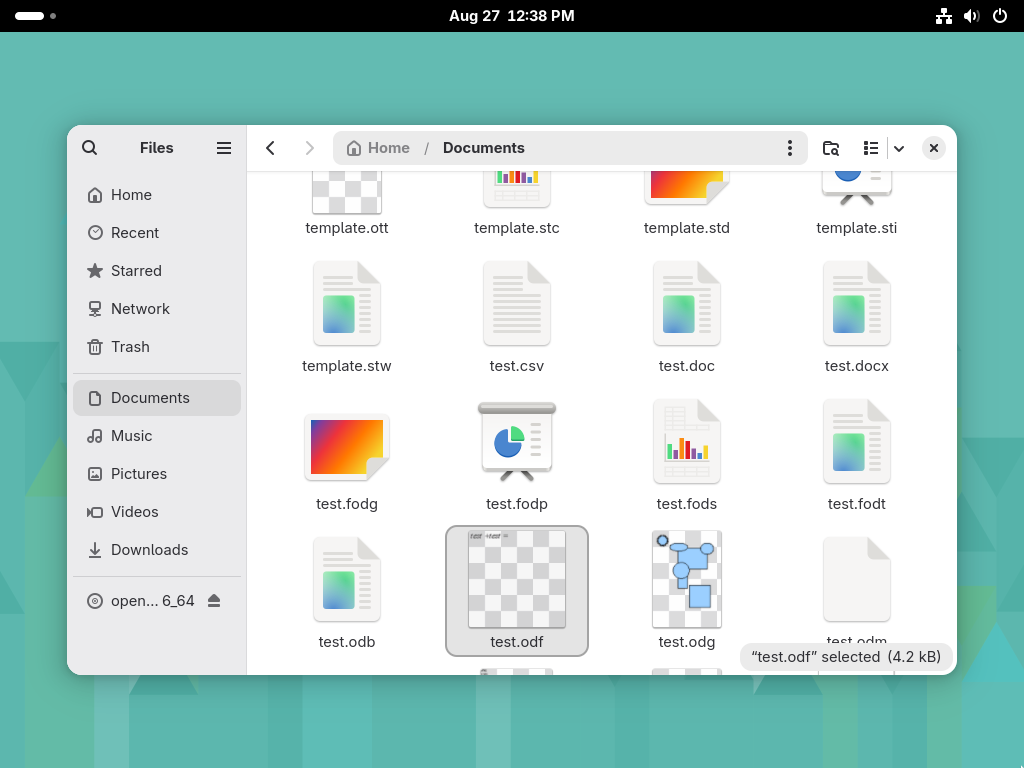 Aug 27 12:38 PM
Files
Home / Documents
Home
Recent
Starred
Network
Trash
Documents
Music
Pictures
Videos
Downloads
open… 6_64
template.ott
template.stc
template.std
template.sti
template.stw
test.csv
test.doc
test.docx
test.fodg
test.fodp
test.fods
test.fodt
test.odb
test.odf
test.odg
test.odm
“test.odf” selected (4.2 kB)